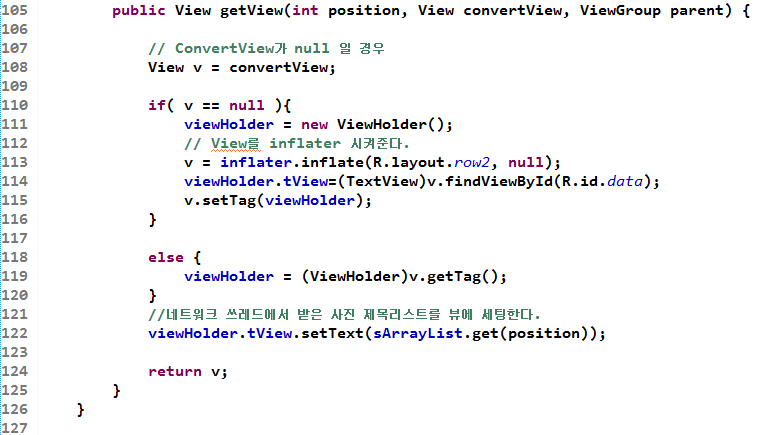 105 public View getView(int position, View convertView, ViewGroup parent) {
106
107 // ConvertView가 null 일 경우
108 View v = convertView;
109
110 if( v == null ){
111 viewHolder = new ViewHolder();
112 // View를 inflater 시켜준다.
113 v = inflater.inflate(R.layout.row2, null);
114 viewHolder.tView=(TextView)v.findViewById(R.id.data);
115 v.setTag(viewHolder);
116 }
117
118 else {
119 viewHolder = (ViewHolder)v.getTag();
120 }
121 //네트워크 쓰레드에서 받은 사진 제목리스트를 뷰에 세팅한다.
122 viewHolder.tView.setText(sArrayList.get(position));
123
124 return v;
125 }
126 }
127